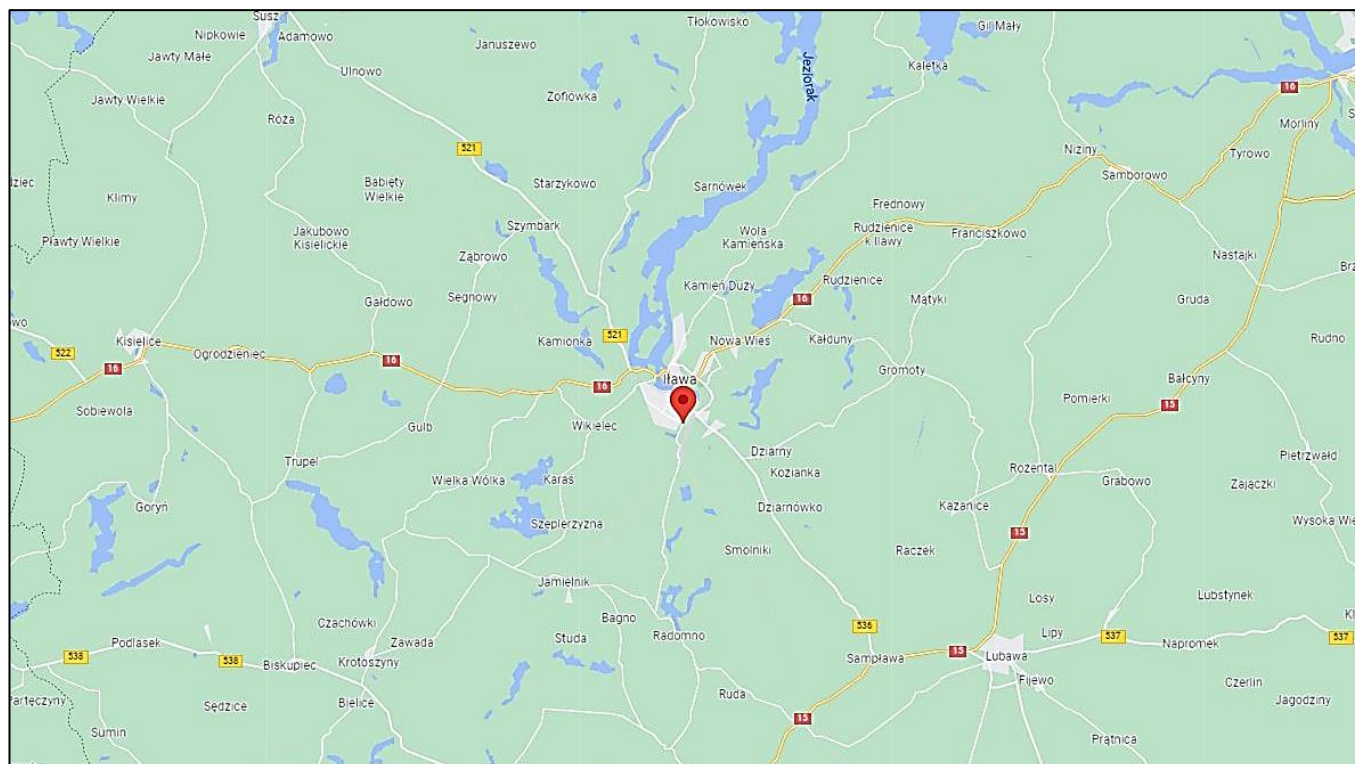 Susz
Tłokowisko
Gil Mały
Nipkowie
Adamowo
Januszewo
Jawty Małe
Jeziorak
Kaletka
Ulnowo
16
Zofiówka
Jawty Wielkie
Morliny
Róża
521
Niziny
Tyrowo
Samborowo
Babięty
Wielkie
Starzykowo
Sarnówek
Klimy
Frednowy
Szymbark
Wola
Kamieńska
Rudzienice
k Iławy
Franciszkowo
Jakubowo
Kisielickie
Pławty Wielkie
Ząbrowo
Nastajki
Rudzienice
Kamień Duży
Segnowy
Gałdowo
16
Mątyki
Gruda
521
Kisielice
Kamionka
Nowa Wieś
Kałduny
Rudno
522
Ogrodzieniec
16
16
16
Iława
Gromoty
Bałcyny
Sobiewola
Pomierki
15
Gulb
Wikielec
Dziarny
Pietrzwałd
Trupel
Kozianka
Rożental
Wielka Wólka
Karaś
Grabowo
Zajączki
Goryń
Dziarnówko
Kazanice
Szeplerzyzna
15
Wysoka Wie
Smolniki
Raczek
Jamielnik
Losy
Lubstynek
Bagno
Czachówki
536
Studa
Radomno
Lipy
537
537
Podlasek
Zawada
Napromek
538
538
Biskupiec
Krotoszyny
Sampława
15
Lubawa
Fijewo
Czerlin
Partęczyny
Ruda
Jagodziny
Sędzice
Bielice
15
Sumin
Prątnica